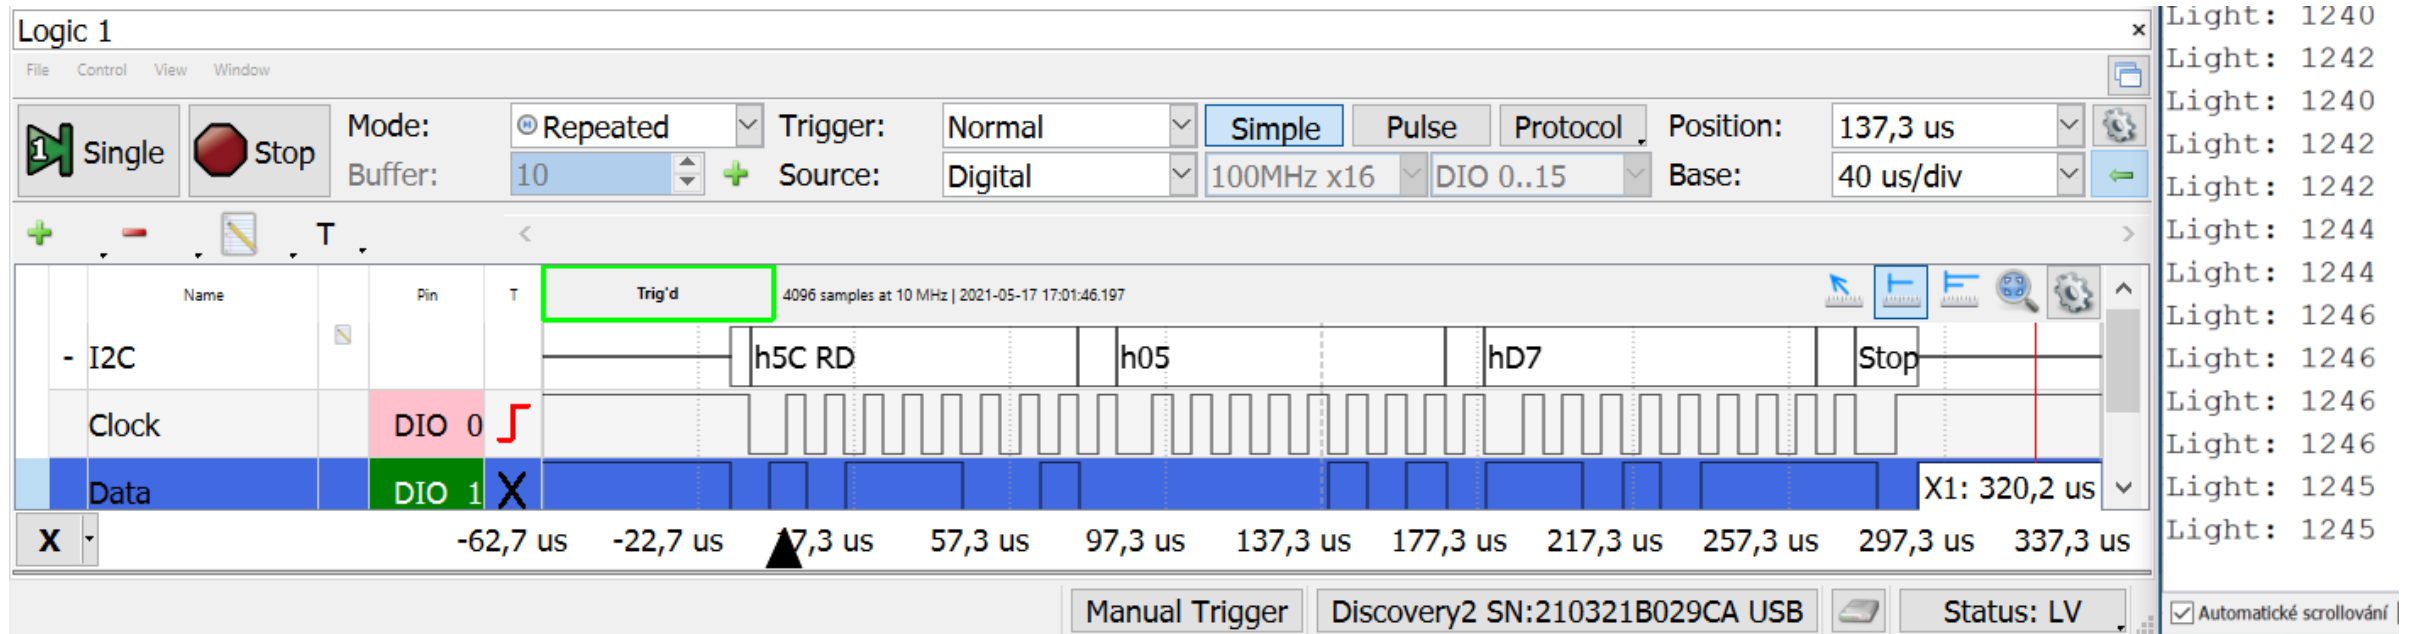 Logic 1
File Control View Window
Single Stop Mode: Repeated Trigger: Normal Simple Pulse Protocol Position: 137,3 us
Buffer: 10 Source: Digital 100MHz x16 DIO 0..15 Base: 40 us/div
T
Name Pin T Trig'd 4096 samples at 10 MHz | 2021-05-17 17:01:46.197
- I2C h5C RD h05 hD7 Stop
Clock DIO 0
Data DIO 1 X X1: 320,2 us
X -62,7 us -22,7 us 17,3 us 57,3 us 97,3 us 137,3 us 177,3 us 217,3 us 257,3 us 297,3 us 337,3 us
Manual Trigger Discovery2 SN:210321B029CA USB Status: LV
Light: 1240
Light: 1242
Light: 1240
Light: 1242
Light: 1242
Light: 1244
Light: 1244
Light: 1246
Light: 1246
Light: 1246
Light: 1246
Light: 1245
Light: 1245
Automatické scrollování